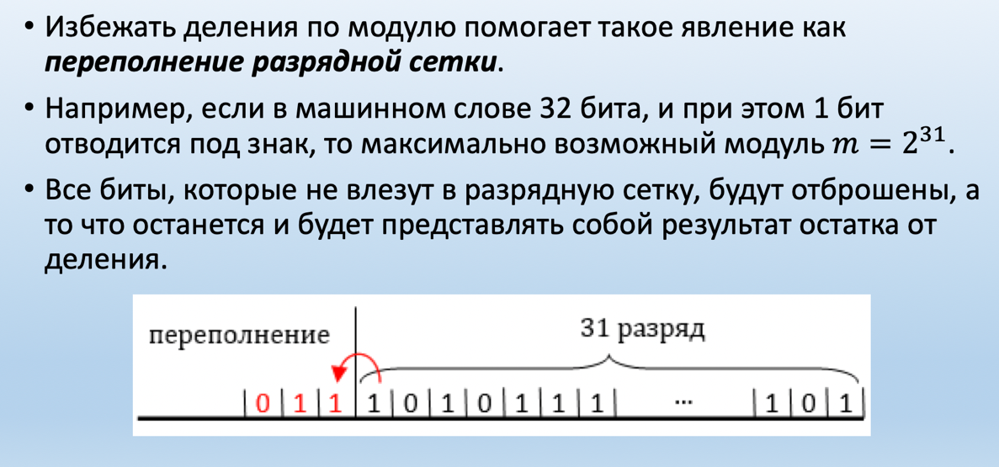 • Избежать деления по модулю помогает такое явление как
переполнение разрядной сетки.
• Например, если в машинном слове 32 бита, и при этом 1 бит
отводится под знак, то максимально возможный модуль m = 2³¹.
• Все биты, которые не влезут в разрядную сетку, будут отброшены, а
то что останется и будет представлять собой результат остатка от
деления.
переполнение
31 разряд
0 1 1 1 0 1 0 1 1 1 ... 1 0 1